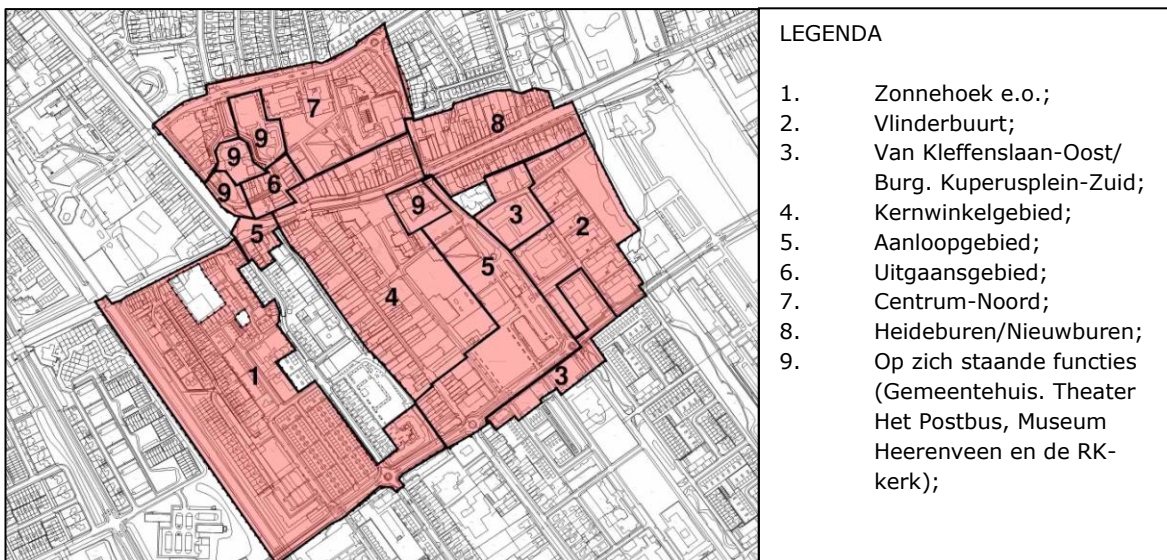 7
8
9
9
6
9
9
3
2
5
5
4
1
3
LEGENDA
1. Zonnehoek e.o.;
2. Vlinderbuurt;
3. Van Kleffenslaan-Oost/
Burg. Kuperusplein-Zuid;
4. Kernwinkelgebied;
5. Aanloopgebied;
6. Uitgaansgebied;
7. Centrum-Noord;
8. Heideburen/Nieuwburen;
9. Op zich staande functies
(Gemeentehuis. Theater
Het Postbus, Museum
Heerenveen en de RK-
kerk);